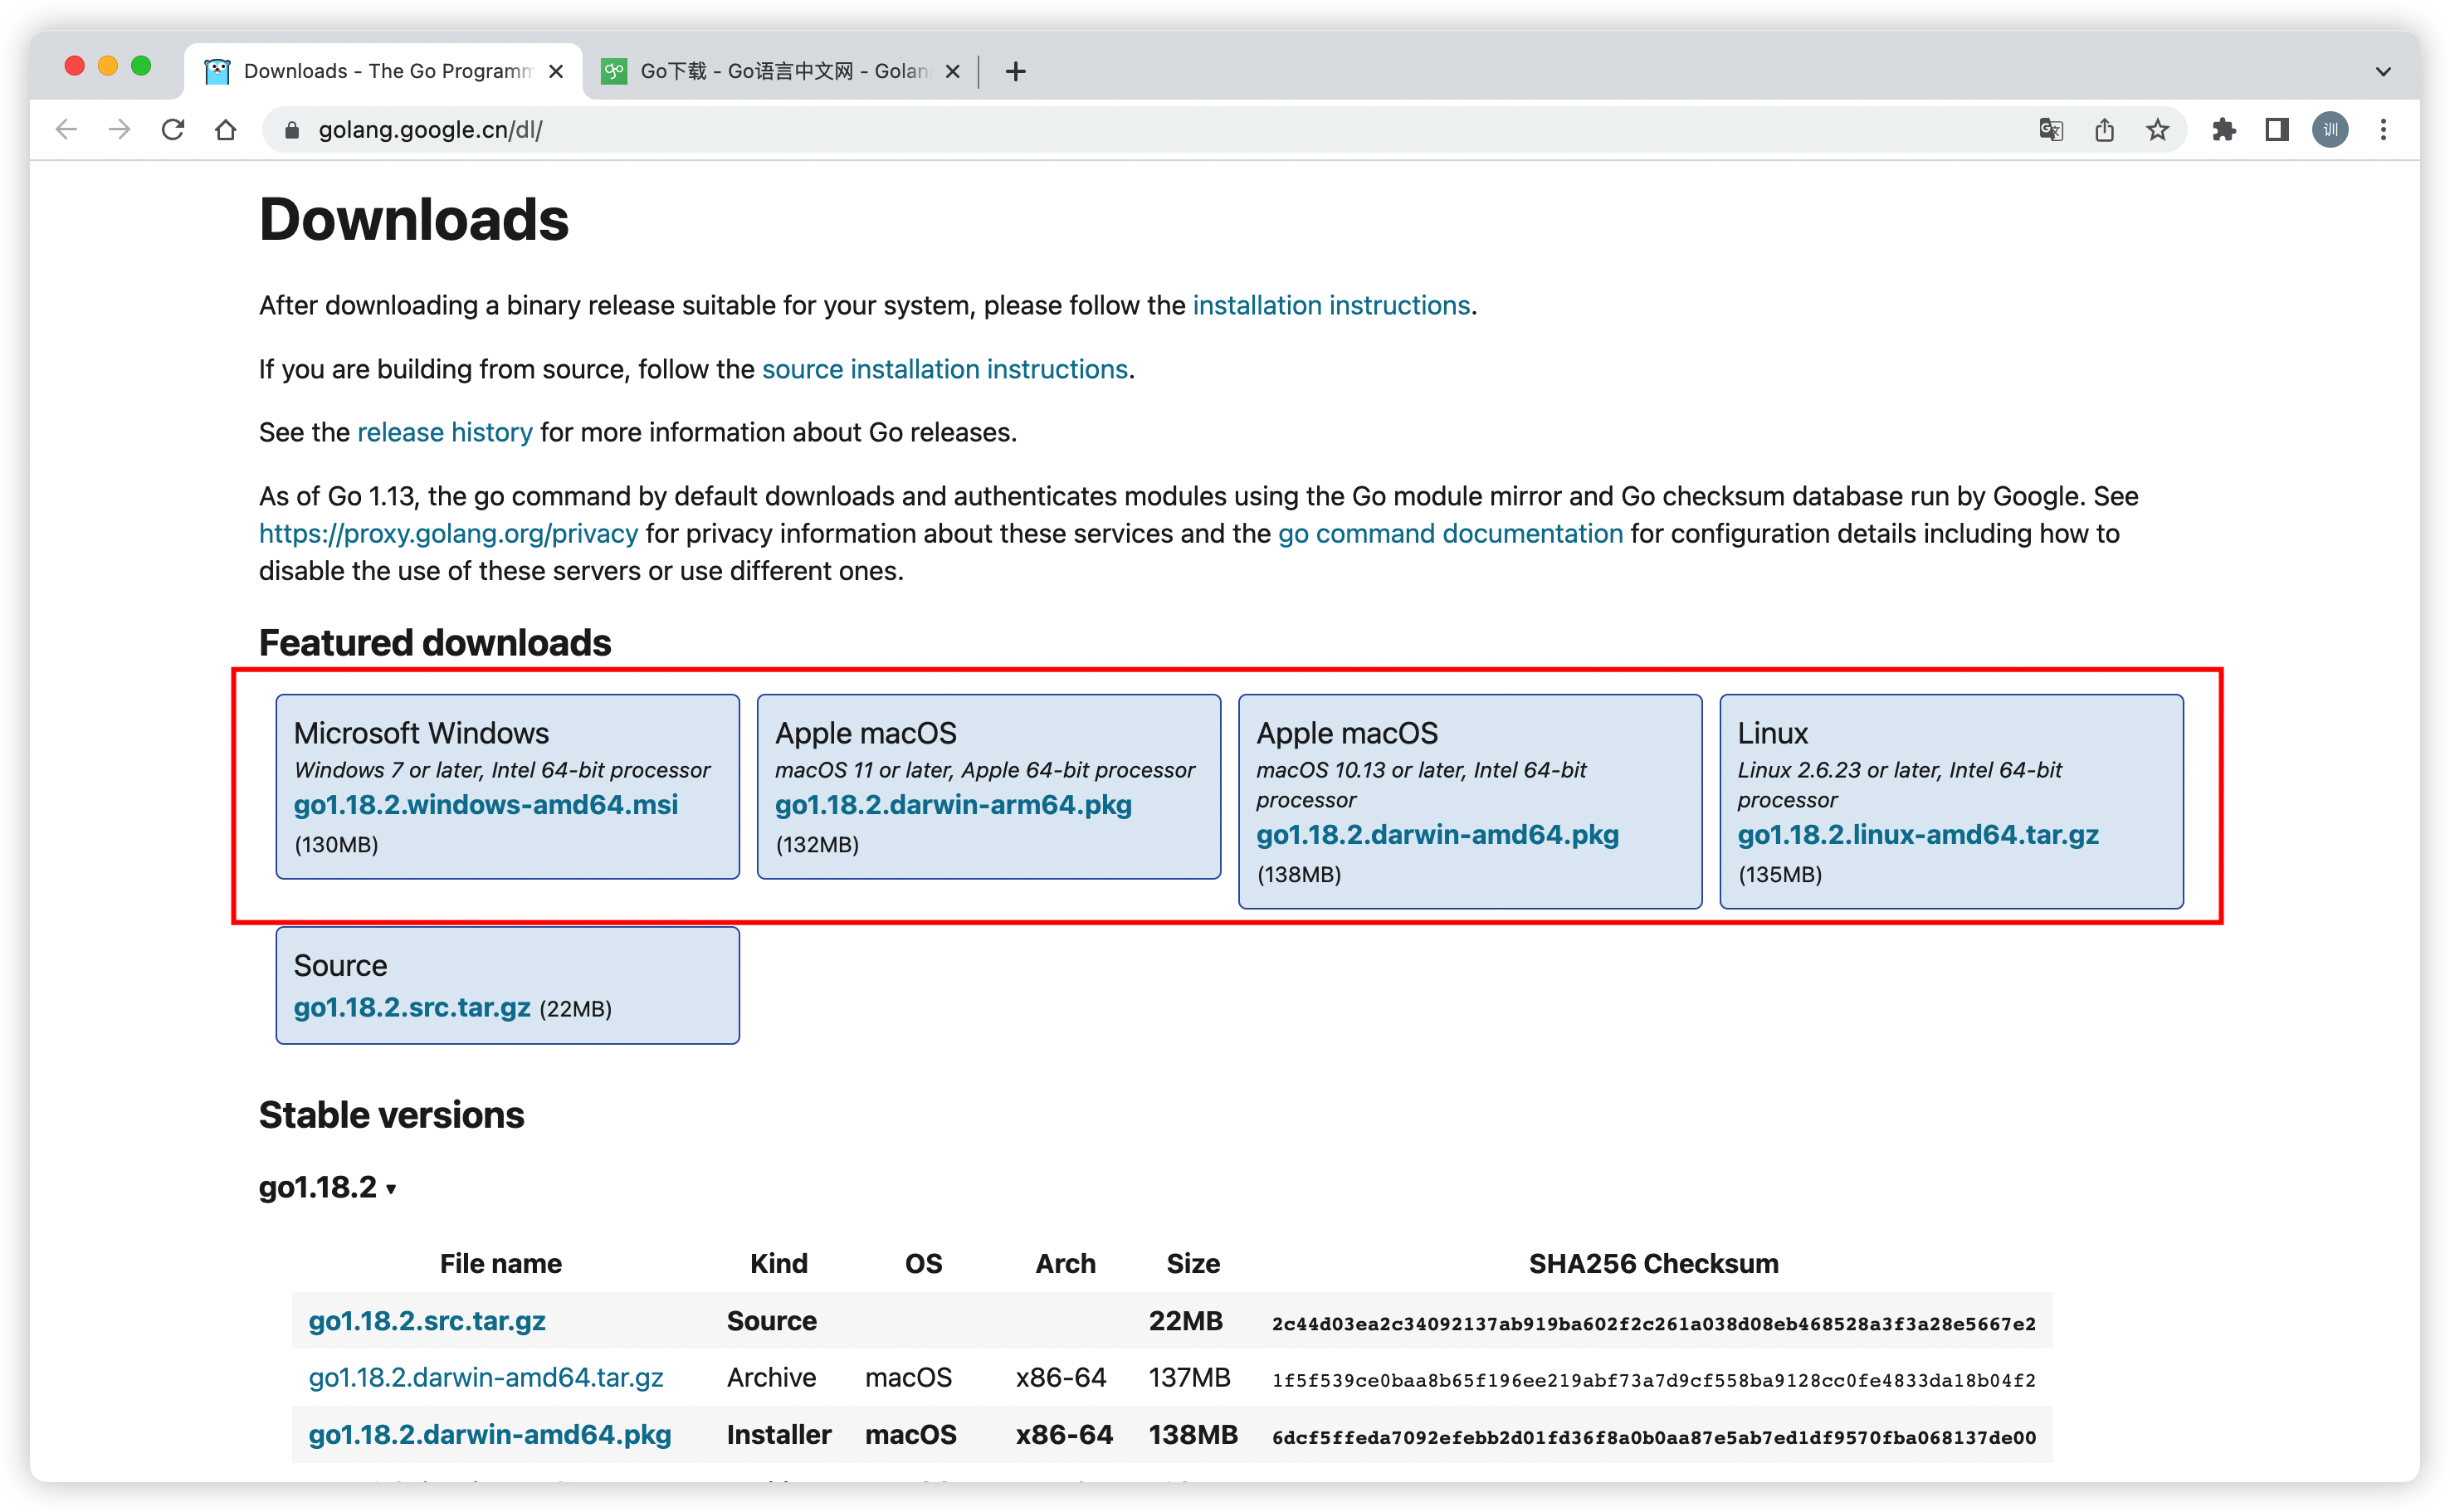 Downloads - The Go Programm
Go下载 - Go语言中文网 - Golan
golang.google.cn/dl/
训
Downloads
After downloading a binary release suitable for your system, please follow the installation instructions.
If you are building from source, follow the source installation instructions.
See the release history for more information about Go releases.
As of Go 1.13, the go command by default downloads and authenticates modules using the Go module mirror and Go checksum database run by Google. See
https://proxy.golang.org/privacy for privacy information about these services and the go command documentation for configuration details including how to
disable the use of these servers or use different ones.
Featured downloads
Microsoft Windows
Windows 7 or later, Intel 64-bit processor
go1.18.2.windows-amd64.msi
(130MB)
Apple macOS
macOS 11 or later, Apple 64-bit processor
go1.18.2.darwin-arm64.pkg
(132MB)
Apple macOS
macOS 10.13 or later, Intel 64-bit
processor
go1.18.2.darwin-amd64.pkg
(138MB)
Linux
Linux 2.6.23 or later, Intel 64-bit
processor
go1.18.2.linux-amd64.tar.gz
(135MB)
Source
go1.18.2.src.tar.gz (22MB)
Stable versions
go1.18.2 ▾
File name Kind OS Arch Size SHA256 Checksum
go1.18.2.src.tar.gz Source 22MB 2c44d03ea2c34092137ab919ba602f2c261a038d08eb468528a3f3a28e5667e2
go1.18.2.darwin-amd64.tar.gz Archive macOS x86-64 137MB 1f5f539ce0baa8b65f196ee219abf73a7d9cf558ba9128cc0fe4833da18b04f2
go1.18.2.darwin-amd64.pkg Installer macOS x86-64 138MB 6dcf5ffeda7092efebb2d01fd36f8a0b0aa87e5ab7ed1df9570fba068137de00